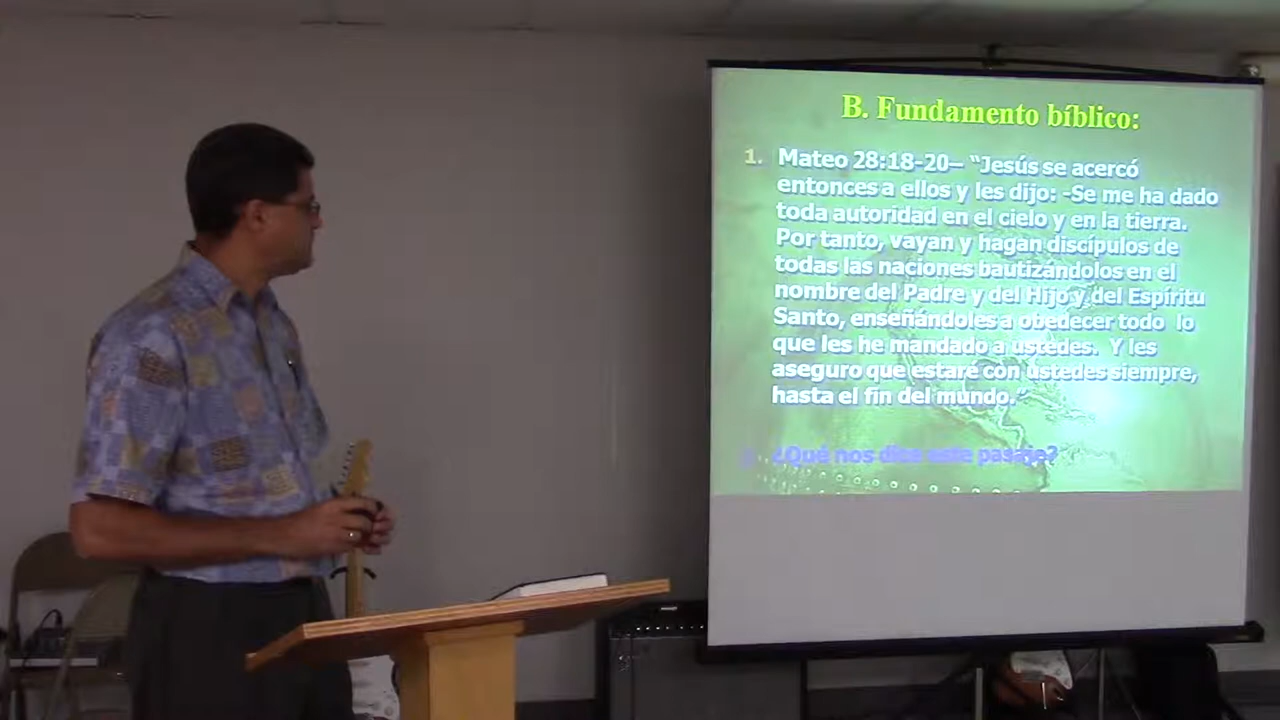 B. Fundamento bíblico:
1. Mateo 28:18-20– “Jesús se acercó
entonces a ellos y les dijo: -Se me ha dado
toda autoridad en el cielo y en la tierra.
Por tanto, vayan y hagan discípulos de
todas las naciones bautizándolos en el
nombre del Padre y del Hijo y del Espíritu
Santo, enseñándoles a obedecer todo lo
que les he mandado a ustedes. Y les
aseguro que estaré con ustedes siempre,
hasta el fin del mundo.”
¿Qué nos dice este pasaje?